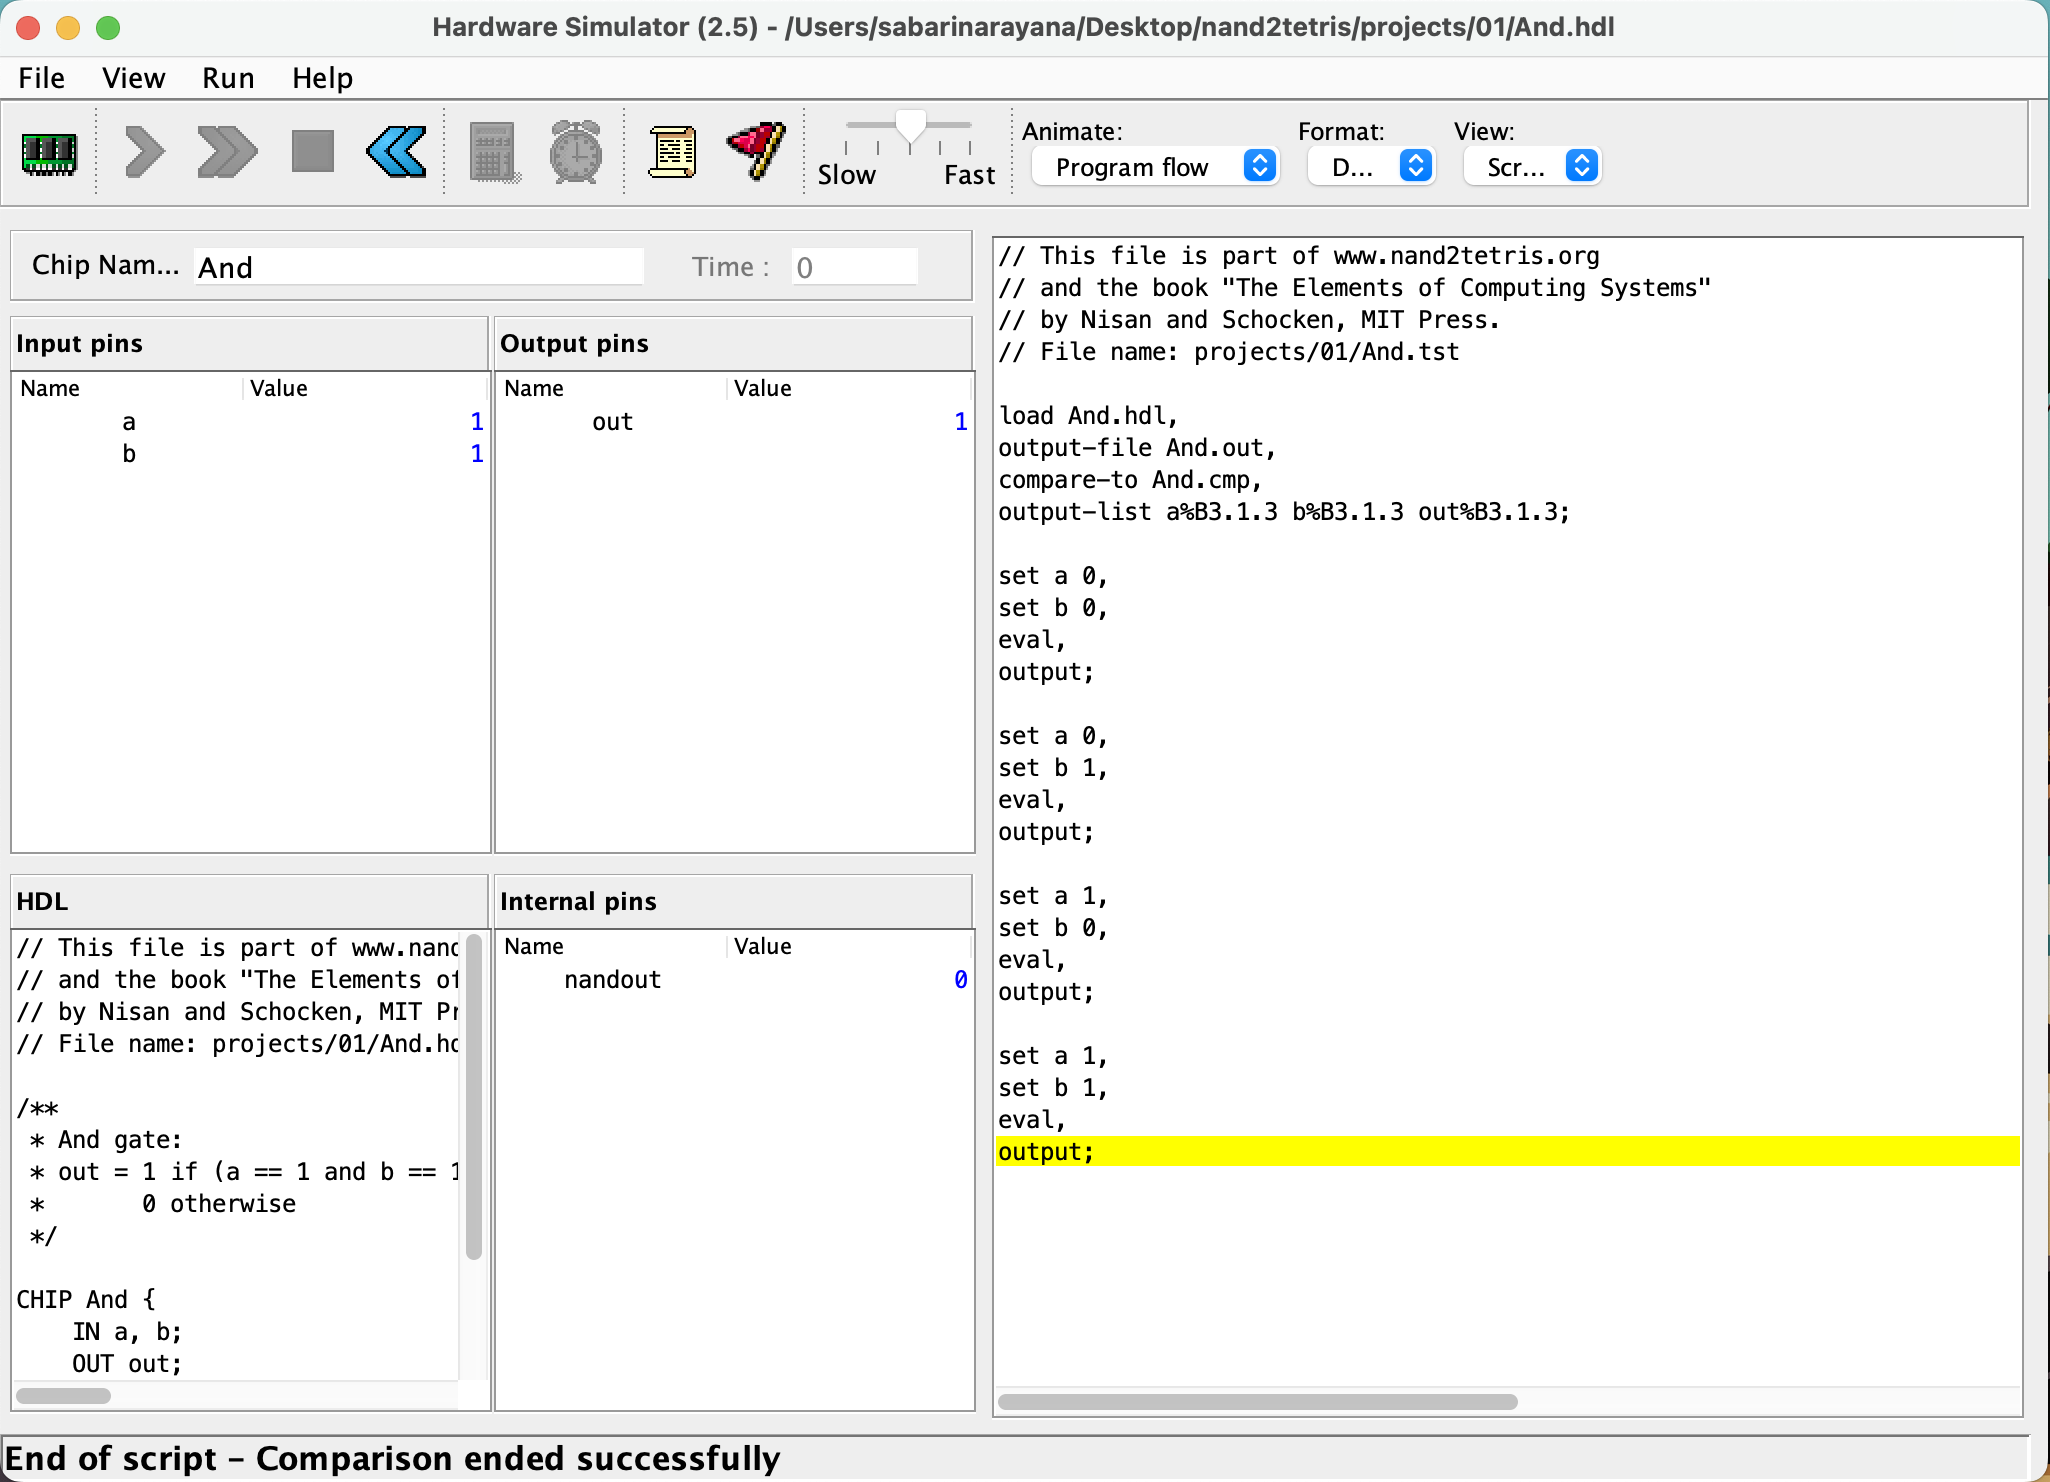 Hardware Simulator (2.5) - /Users/sabarinarayana/Desktop/nand2tetris/projects/01/And.hdl
File View Run Help
Animate: Format: View:
Slow Fast Program flow D... Scr...
Chip Nam... And Time : 0
Input pins
Name Value
a 1
b 1
Output pins
Name Value
out 1
HDL
// This file is part of www.nand
// and the book "The Elements of
// by Nisan and Schocken, MIT Pr
// File name: projects/01/And.hd
/**
* And gate:
* out = 1 if (a == 1 and b == 1
* 0 otherwise
*/
CHIP And {
IN a, b;
OUT out;
Internal pins
Name Value
nandout 0
// This file is part of www.nand2tetris.org
// and the book "The Elements of Computing Systems"
// by Nisan and Schocken, MIT Press.
// File name: projects/01/And.tst
load And.hdl,
output-file And.out,
compare-to And.cmp,
output-list a%B3.1.3 b%B3.1.3 out%B3.1.3;
set a 0,
set b 0,
eval,
output;
set a 0,
set b 1,
eval,
output;
set a 1,
set b 0,
eval,
output;
set a 1,
set b 1,
eval,
output;
End of script - Comparison ended successfully